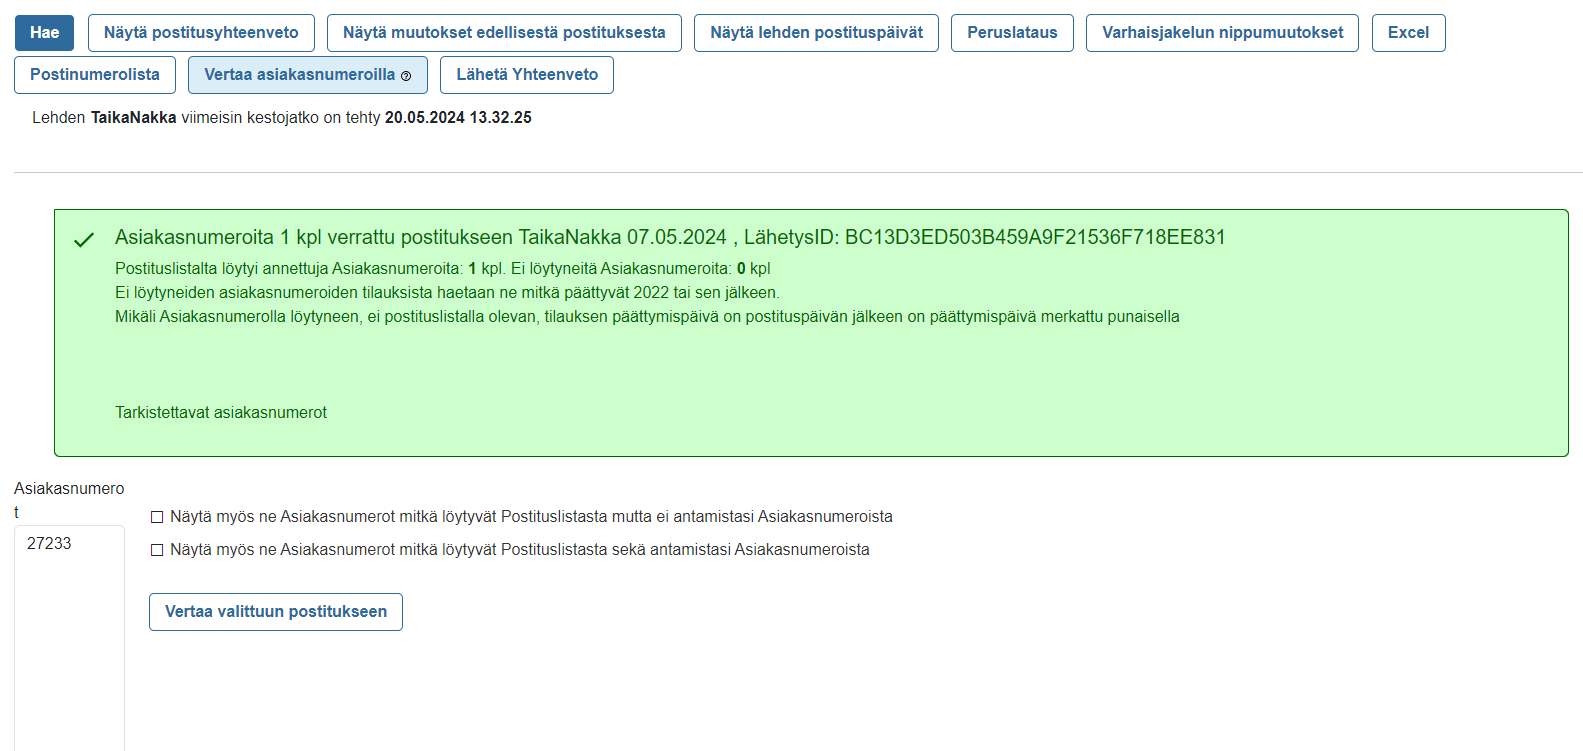 Hae Näytä postitusyhteenveto Näytä muutokset edellisestä postituksesta Näytä lehden postituspäivät Peruslataus Varhaisjakelun nippumuutokset Excel
Postinumerolista Vertaa asiakasnumeroilla Lähetä Yhteenveto
Lehden TaikaNakka viimeisin kestojatko on tehty 20.05.2024 13.32.25
Asiakasnumeroita 1 kpl verrattu postitukseen TaikaNakka 07.05.2024 , LähetysID: BC13D3ED503B459A9F21536F718EE831
Postituslistalta löytyi annettuja Asiakasnumeroita: 1 kpl. Ei löytyneitä Asiakasnumeroita: 0 kpl
Ei löytyneiden asiakasnumeroiden tilauksista haetaan ne mitkä päättyvät 2022 tai sen jälkeen.
Mikäli Asiakasnumerolla löytyneen, ei postituslistalla olevan, tilauksen päättymispäivä on postituspäivän jälkeen on päättymispäivä merkattu punaisella
Tarkistettavat asiakasnumerot
Asiakasnumero
t
27233
Näytä myös ne Asiakasnumerot mitkä löytyvät Postituslistasta mutta ei antamistasi Asiakasnumeroista
Näytä myös ne Asiakasnumerot mitkä löytyvät Postituslistasta sekä antamistasi Asiakasnumeroista
Vertaa valittuun postitukseen